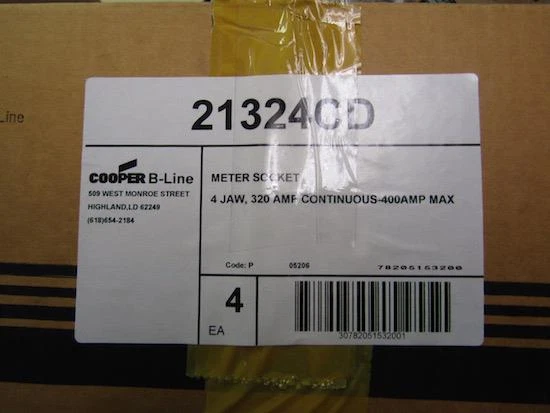 Line
21324CD
COOPER B-Line
509 WEST MONROE STREET
HIGHLAND,LD 62249
(618)654-2184
METER SOCKET
4 JAW, 320 AMP CONTINUOUS-400AMP MAX
Code: P 05206 78205153200
4
EA
30782051532001